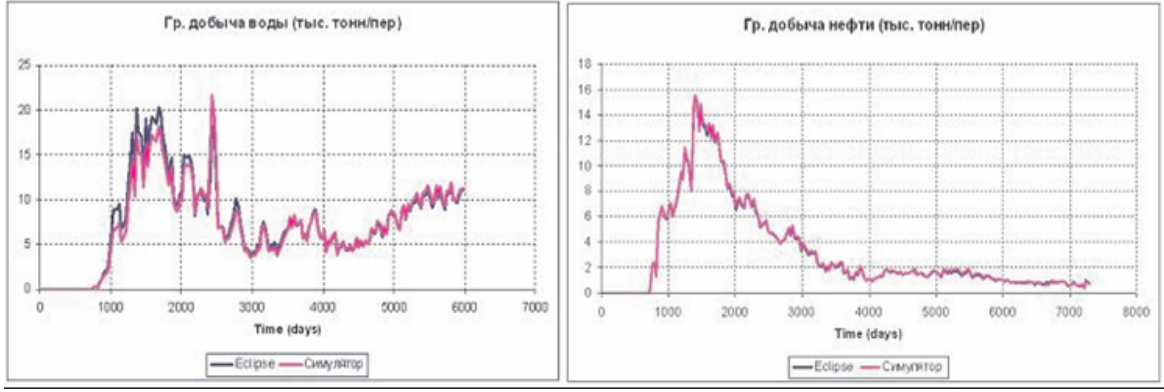 Гр. добыча воды (тыс. тонн/пер)
25
20
15
10
5
0
0 1000 2000 3000 4000 5000 6000 7000
Time (days)
Eclipse Симулятор
Гр. добыча нефти (тыс. тонн/пер)
18
16
14
12
10
8
6
4
2
0
0 1000 2000 3000 4000 5000 6000 7000 8000
Time (days)
Eclipse Симулятор